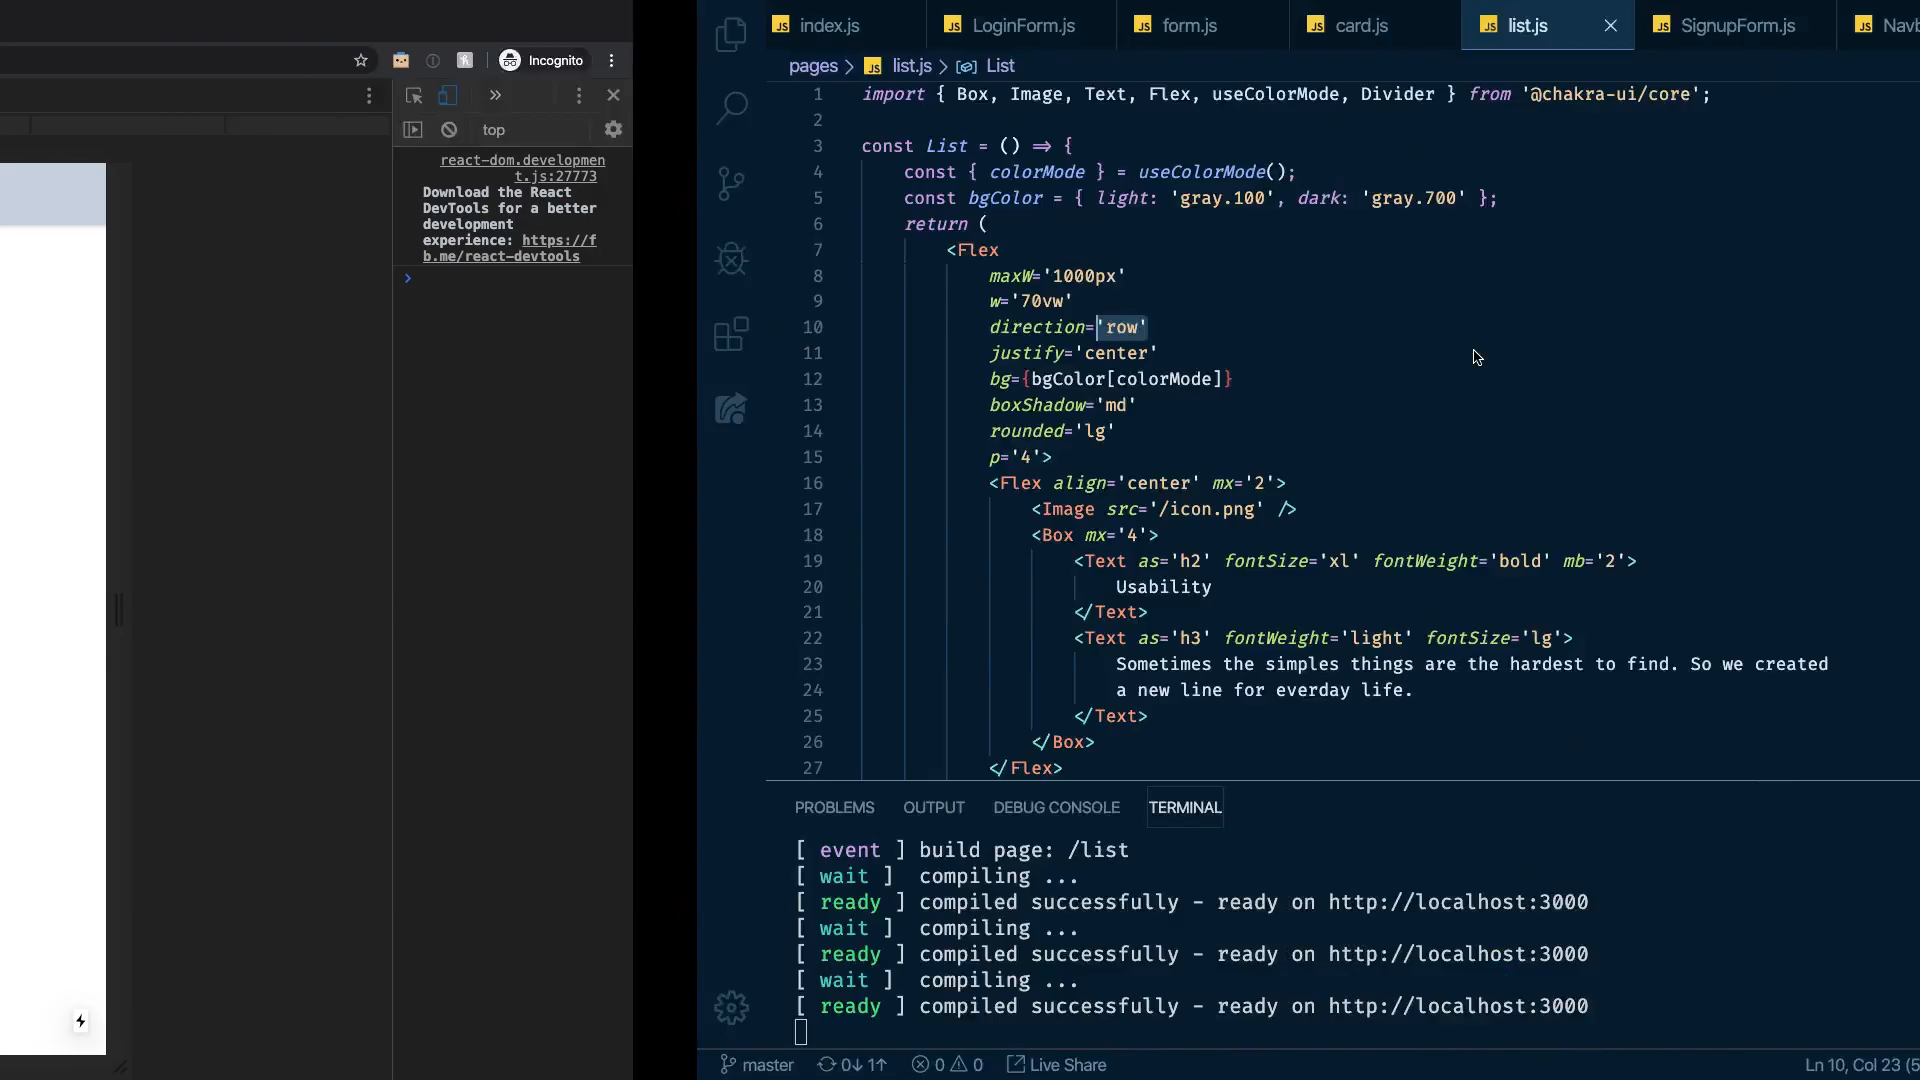 Incognito
top
react-dom.developmen
t.js:27773
Download the React
DevTools for a better
development
experience: https://f
b.me/react-devtools
index.js
LoginForm.js
form.js
card.js
list.js
SignupForm.js
Navb
pages > list.js > List
1 import { Box, Image, Text, Flex, useColorMode, Divider } from '@chakra-ui/core';
2
3 const List = () => {
4 const { colorMode } = useColorMode();
5 const bgColor = { light: 'gray.100', dark: 'gray.700' };
6 return (
7 <Flex
8 maxW='1000px'
9 w='70vw'
10 direction='row'
11 justify='center'
12 bg={bgColor[colorMode]}
13 boxShadow='md'
14 rounded='lg'
15 p='4'>
16 <Flex align='center' mx='2'>
17 <Image src='/icon.png' />
18 <Box mx='4'>
19 <Text as='h2' fontSize='xl' fontWeight='bold' mb='2'>
20 Usability
21 </Text>
22 <Text as='h3' fontWeight='light' fontSize='lg'>
23 Sometimes the simples things are the hardest to find. So we created
24 a new line for everday life.
25 </Text>
26 </Box>
27 </Flex>
PROBLEMS OUTPUT DEBUG CONSOLE TERMINAL
[ event ] build page: /list
[ wait ] compiling ...
[ ready ] compiled successfully - ready on http://localhost:3000
[ wait ] compiling ...
[ ready ] compiled successfully - ready on http://localhost:3000
[ wait ] compiling ...
[ ready ] compiled successfully - ready on http://localhost:3000
master 0↓ 1↑ 0 0 Live Share Ln 10, Col 23 (5